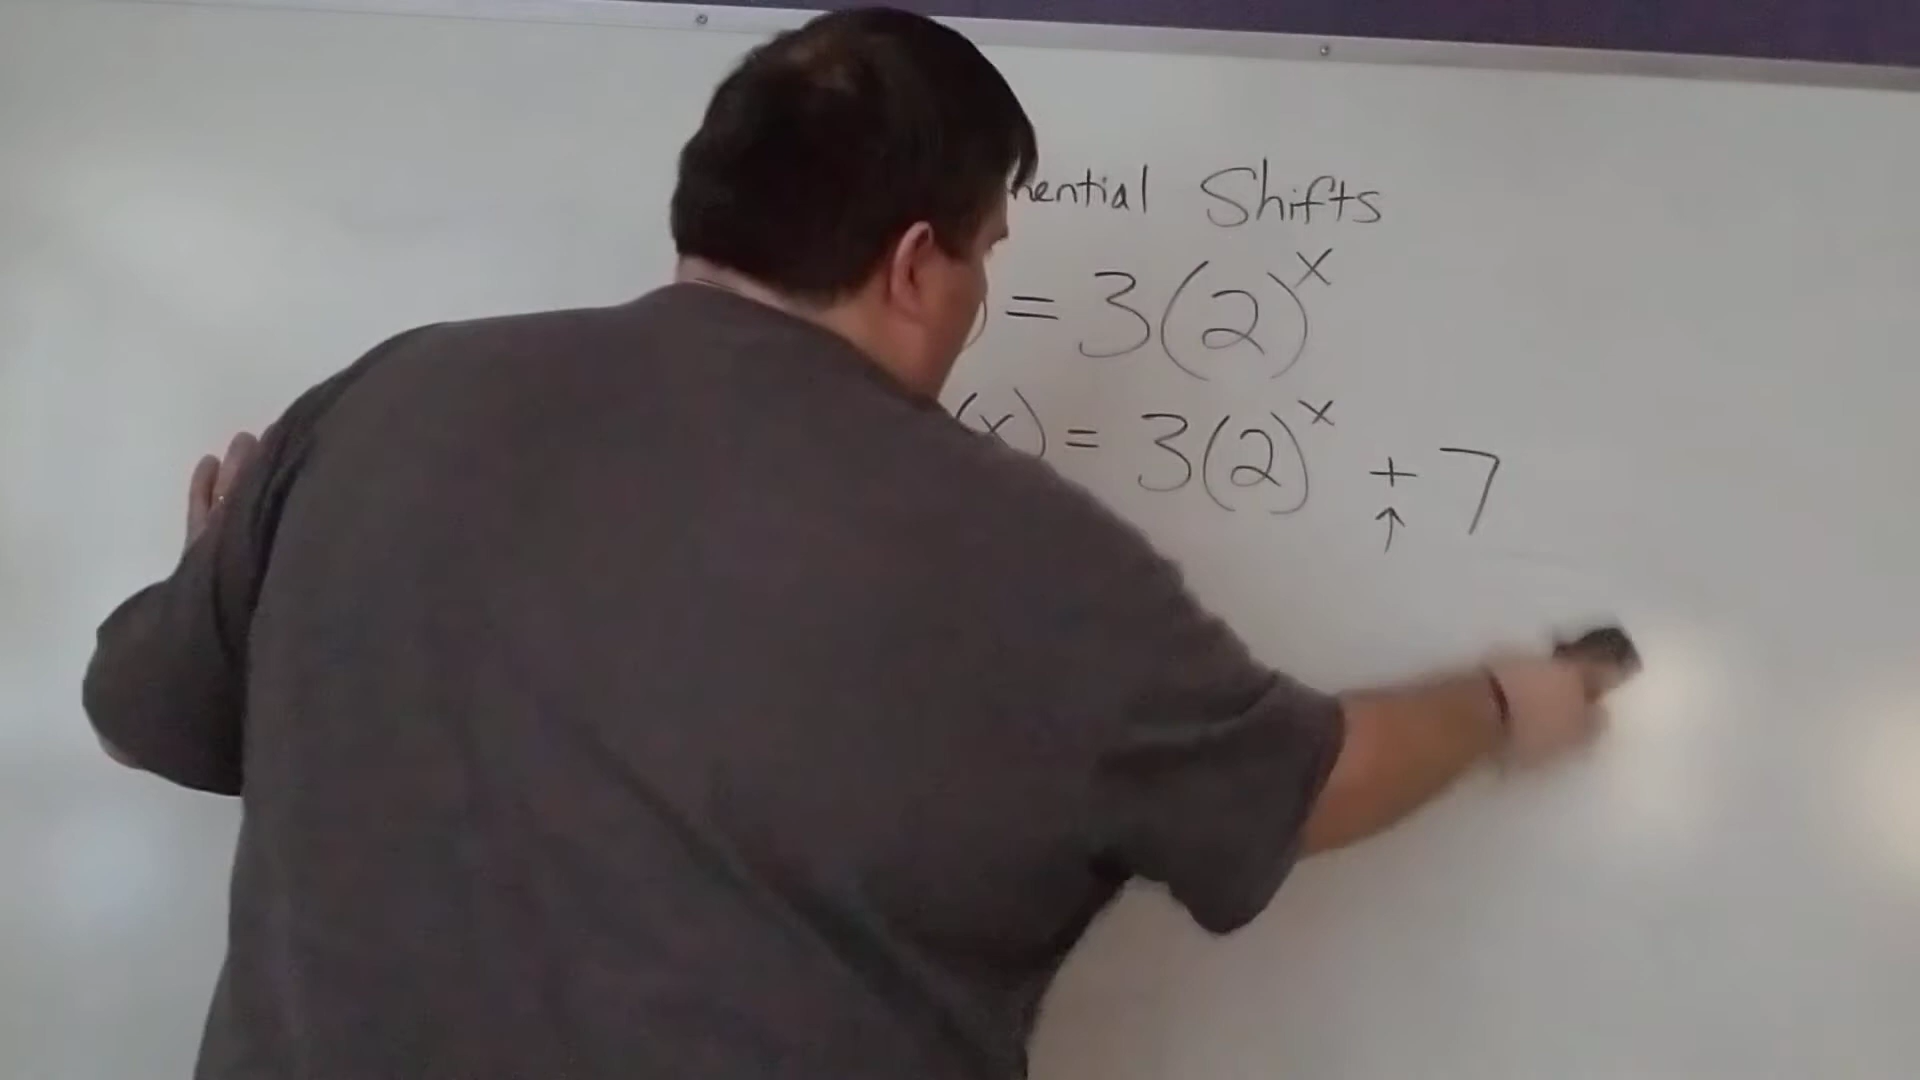 nential Shifts
) = 3(2)^x
(x) = 3(2)^x + 7
↑